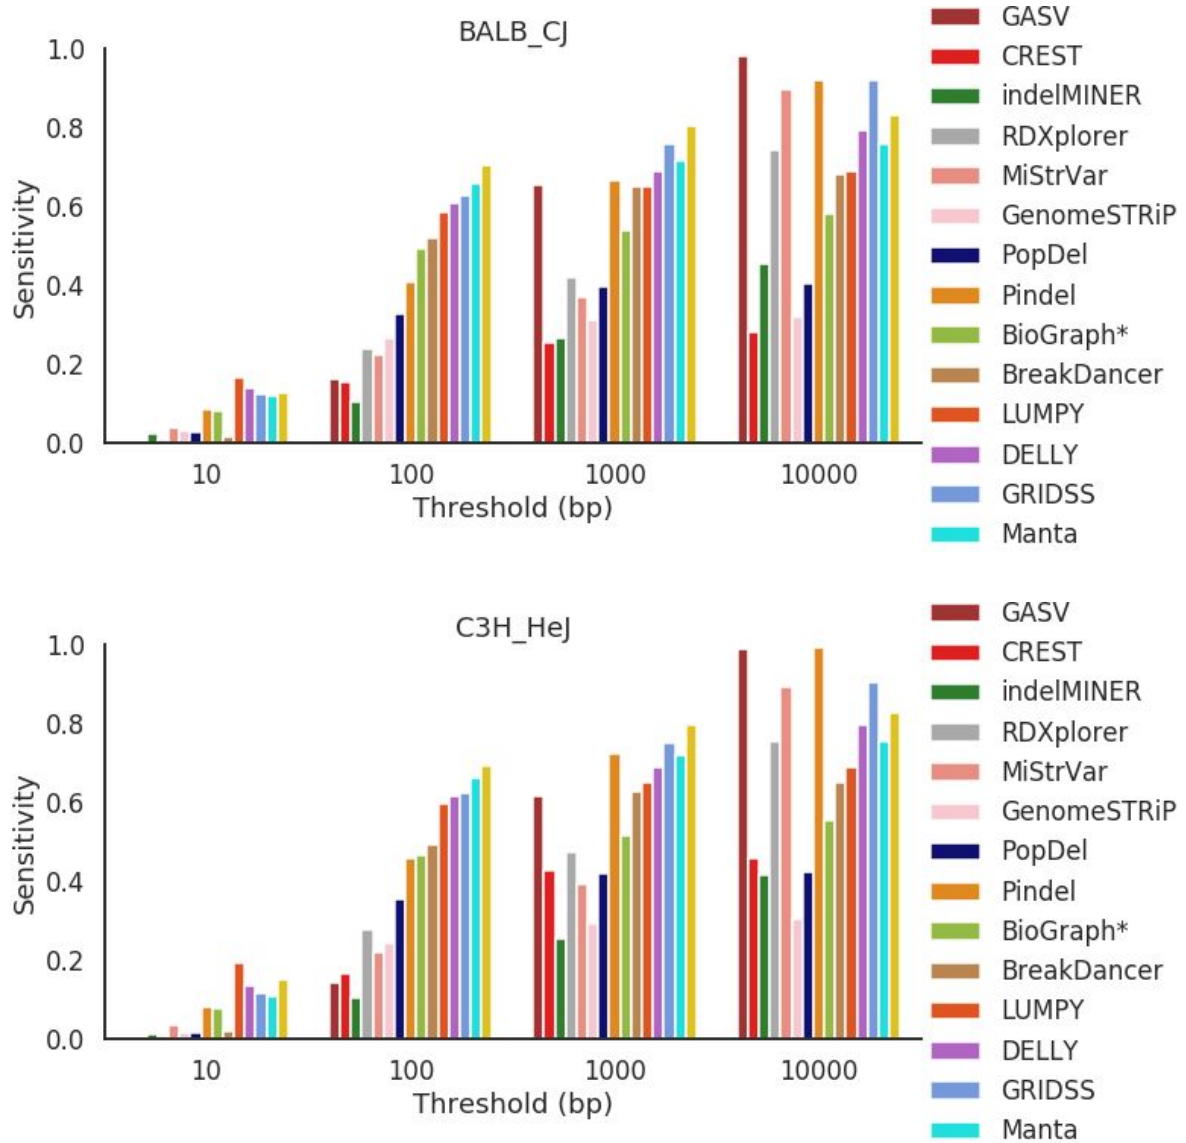 BALB_CJ
1.0
0.8
0.6
0.4
0.2
0.0
Sensitivity
10
100
1000
10000
Threshold (bp)
GASV
CREST
indelMINER
RDXplorer
MiStrVar
GenomeSTRiP
PopDel
Pindel
BioGraph*
BreakDancer
LUMPY
DELLY
GRIDSS
Manta
C3H_HeJ
1.0
0.8
0.6
0.4
0.2
0.0
Sensitivity
10
100
1000
10000
Threshold (bp)
GASV
CREST
indelMINER
RDXplorer
MiStrVar
GenomeSTRiP
PopDel
Pindel
BioGraph*
BreakDancer
LUMPY
DELLY
GRIDSS
Manta